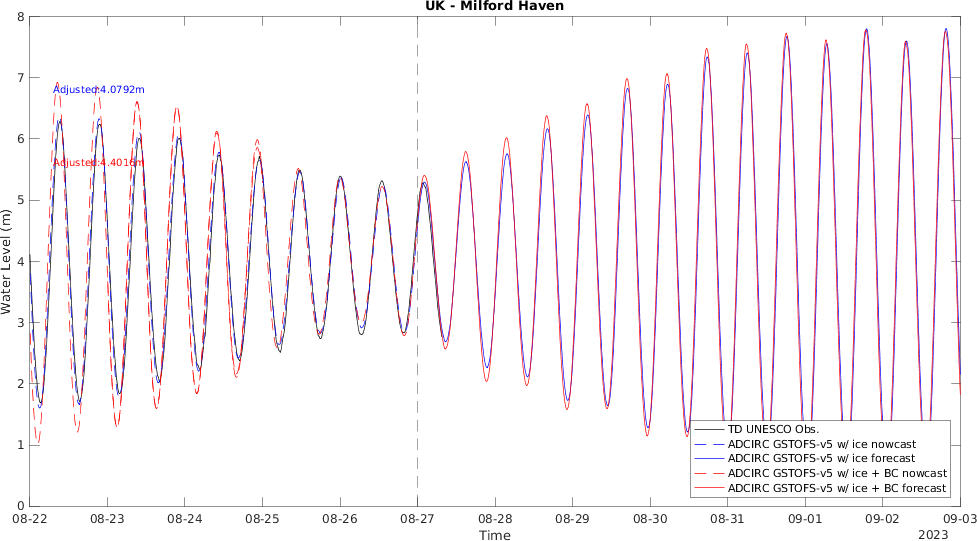 UK - Milford Haven
8
7
6
5
4
3
2
1
0
Water Level (m)
Adjusted:4.0792m
Adjusted:4.4016m
TD UNESCO Obs.
ADCIRC GSTOFS-v5 w/ ice nowcast
ADCIRC GSTOFS-v5 w/ ice forecast
ADCIRC GSTOFS-v5 w/ ice + BC nowcast
ADCIRC GSTOFS-v5 w/ ice + BC forecast
08-22 08-23 08-24 08-25 08-26 08-27 08-28 08-29 08-30 08-31 09-01 09-02 09-03
Time
2023